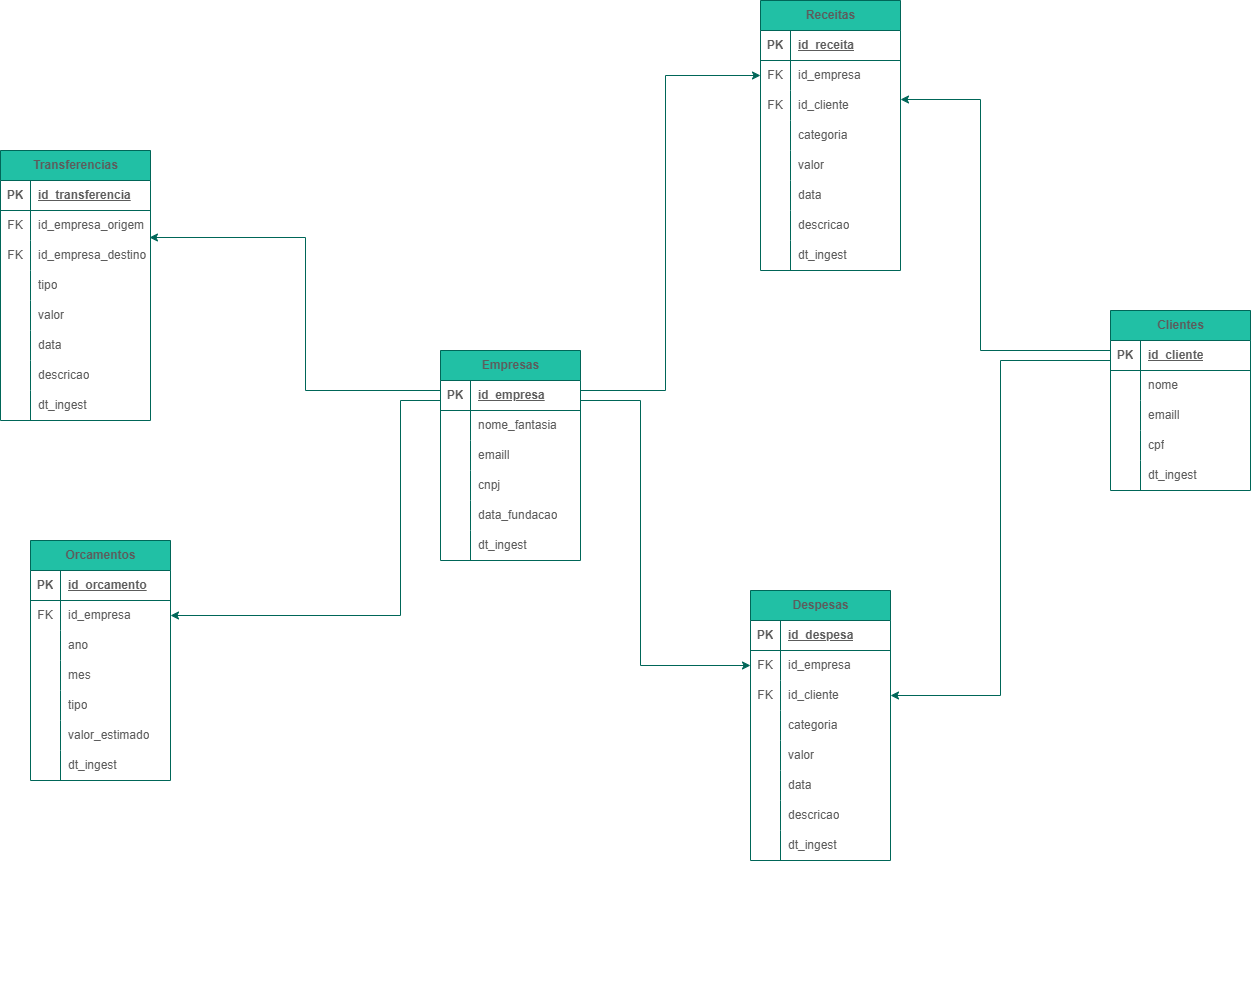 Receitas
PK id_receita
FK id_empresa
FK id_cliente
categoria
valor
data
descricao
dt_ingest
Transferencias
PK id_transferencia
FK id_empresa_origem
FK id_empresa_destino
tipo
valor
data
descricao
dt_ingest
Clientes
PK id_cliente
nome
emaill
cpf
dt_ingest
Empresas
PK id_empresa
nome_fantasia
emaill
cnpj
data_fundacao
dt_ingest
Orcamentos
PK id_orcamento
FK id_empresa
ano
mes
tipo
valor_estimado
dt_ingest
Despesas
PK id_despesa
FK id_empresa
FK id_cliente
categoria
valor
data
descricao
dt_ingest